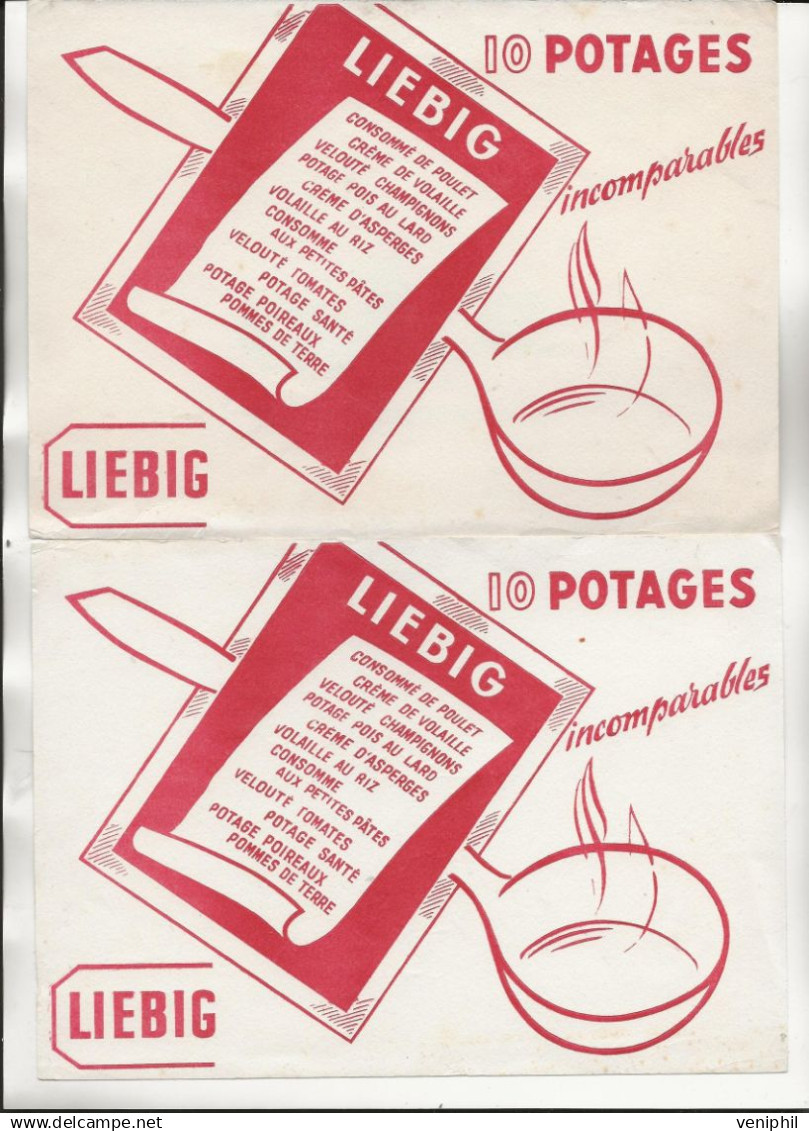 10 POTAGES
incomparables
LIEBIG
CONSOMMÉ DE POULET
CRÈME DE VOLAILLE
VELOUTÉ CHAMPIGNONS
POTAGE POIS AU LARD
CRÈME D'ASPERGES
VOLAILLE AU RIZ
CONSOMME
AUX PETITES PÂTES
VELOUTÉ TOMATES
POTAGE SANTÉ
POTAGE POIREAUX
POMMES DE TERRE
LIEBIG
10 POTAGES
incomparables
LIEBIG
CONSOMMÉ DE POULET
CRÈME DE VOLAILLE
VELOUTÉ CHAMPIGNONS
POTAGE POIS AU LARD
CRÈME D'ASPERGES
VOLAILLE AU RIZ
CONSOMME
AUX PETITES PÂTES
VELOUTÉ TOMATES
POTAGE SANTÉ
POTAGE POIREAUX
POMMES DE TERRE
LIEBIG
delcampe.net
veniphil